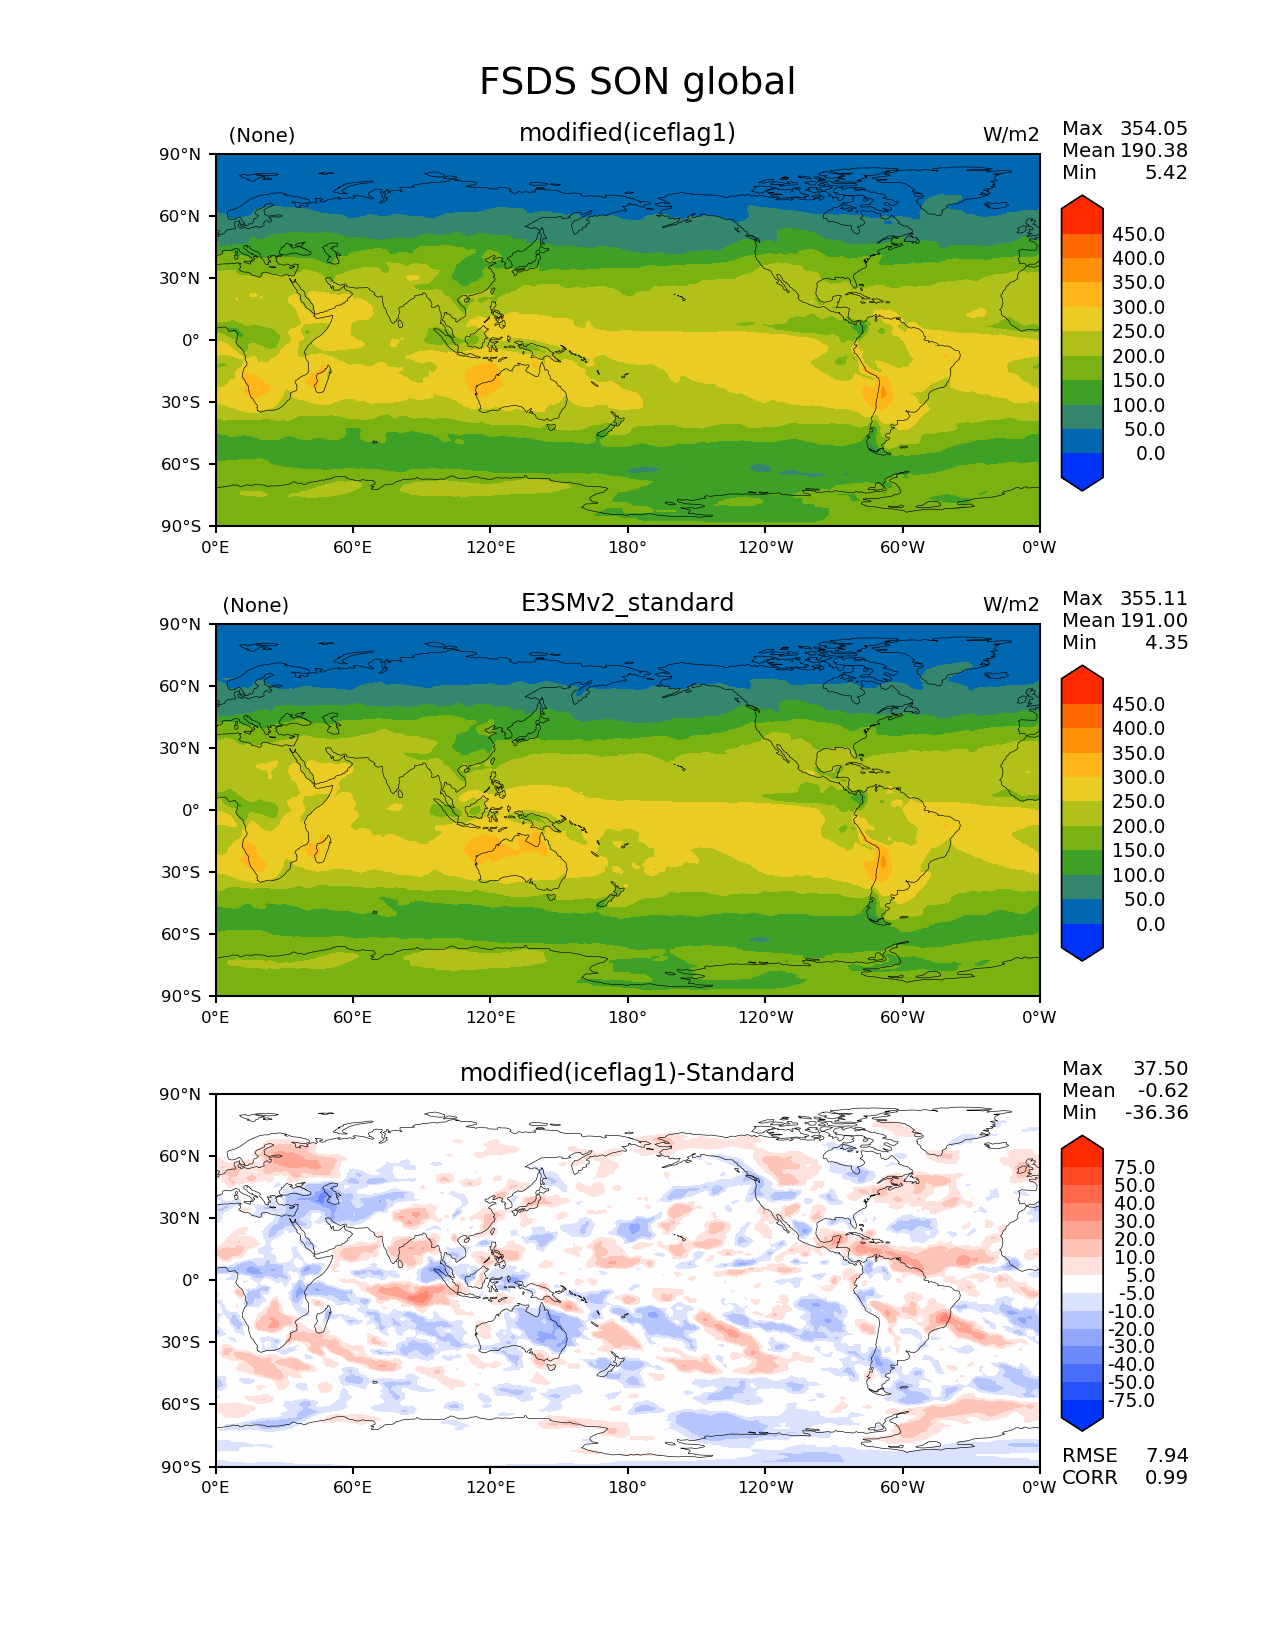 FSDS SON global
(None) modified(iceflag1) W/m2
Max 354.05
Mean 190.38
Min 5.42
90°N
60°N
30°N
0°
30°S
60°S
90°S
0°E 60°E 120°E 180° 120°W 60°W 0°W
450.0
400.0
350.0
300.0
250.0
200.0
150.0
100.0
50.0
0.0
(None) E3SMv2_standard W/m2
Max 355.11
Mean 191.00
Min 4.35
90°N
60°N
30°N
0°
30°S
60°S
90°S
0°E 60°E 120°E 180° 120°W 60°W 0°W
450.0
400.0
350.0
300.0
250.0
200.0
150.0
100.0
50.0
0.0
modified(iceflag1)-Standard
Max 37.50
Mean -0.62
Min -36.36
90°N
60°N
30°N
0°
30°S
60°S
90°S
0°E 60°E 120°E 180° 120°W 60°W 0°W
75.0
50.0
40.0
30.0
20.0
10.0
5.0
-5.0
-10.0
-20.0
-30.0
-40.0
-50.0
-75.0
RMSE 7.94
CORR 0.99